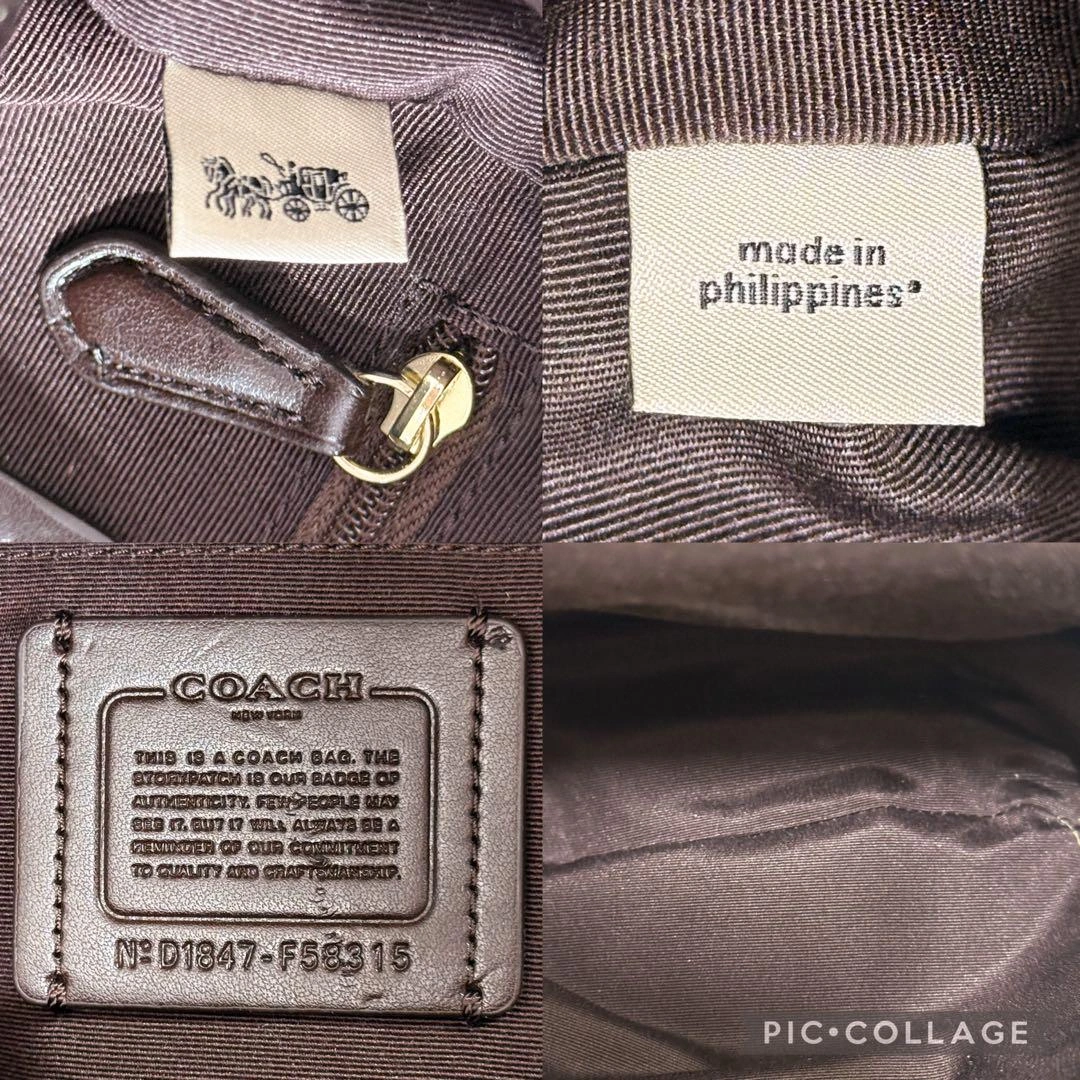 made in
philippines
COACH
NEW YORK
THIS IS A COACH BAG. THE
STORYPATCH IS OUR BADGE OF
AUTHENTICITY. FEW PEOPLE MAY
SEE IT. BUT IT WILL ALWAYS BE A
REMINDER OF OUR COMMITMENT
TO QUALITY AND CRAFTSMANSHIP.
Nº D1847-F58315
PIC•COLLAGE